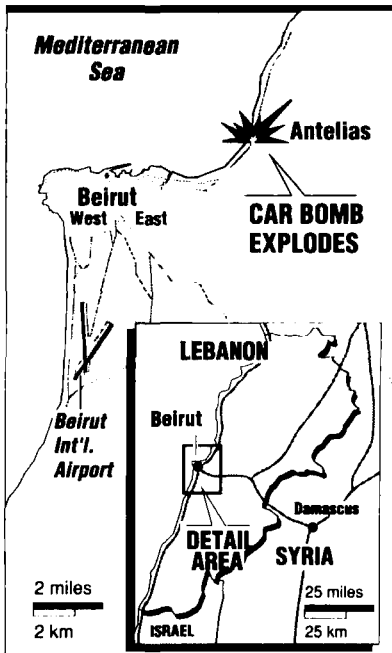 Mediterranean
Sea
Antelias
CAR BOMB
EXPLODES
Beirut
West East
Beirut
Int'l.
Airport
2 miles
2 km
LEBANON
Beirut
DETAIL
AREA
Damascus
SYRIA
ISRAEL
25 miles
25 km